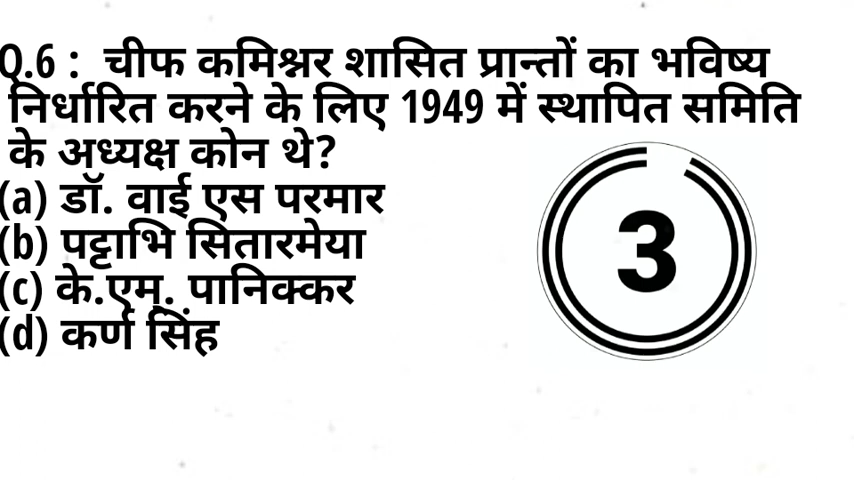 Q.6 : चीफ कमिश्नर शासित प्रान्तों का भविष्य
निर्धारित करने के लिए 1949 में स्थापित समिति
के अध्यक्ष कोन थे?
(a) डॉ. वाई एस परमार
(b) पट्टाभि सितारमेया
(c) के.एम. पानिक्कर
(d) कर्ण सिंह
3